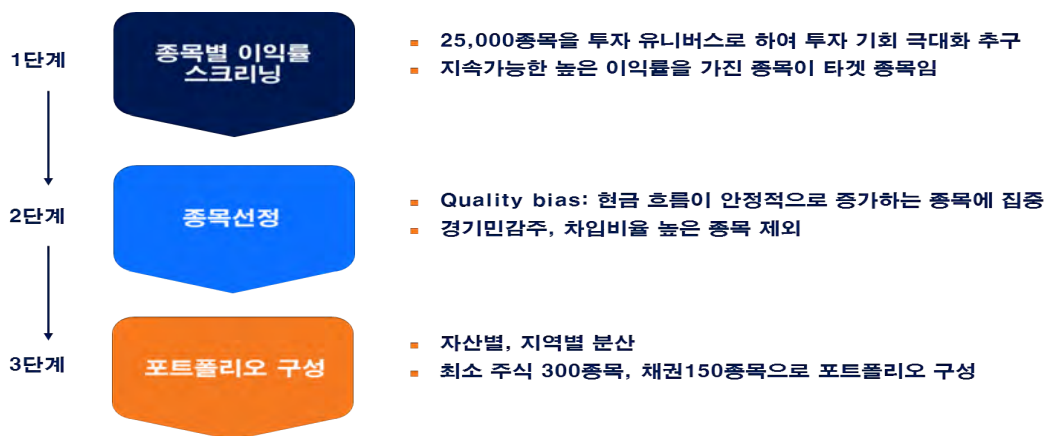 1단계
종목별 이익률
스크리닝
25,000종목을 투자 유니버스로 하여 투자 기회 극대화 추구
지속가능한 높은 이익률을 가진 종목이 타겟 종목임
2단계
종목선정
Quality bias: 현금 흐름이 안정적으로 증가하는 종목에 집중
경기민감주, 차입비율 높은 종목 제외
3단계
포트폴리오 구성
자산별, 지역별 분산
최소 주식 300종목, 채권150종목으로 포트폴리오 구성